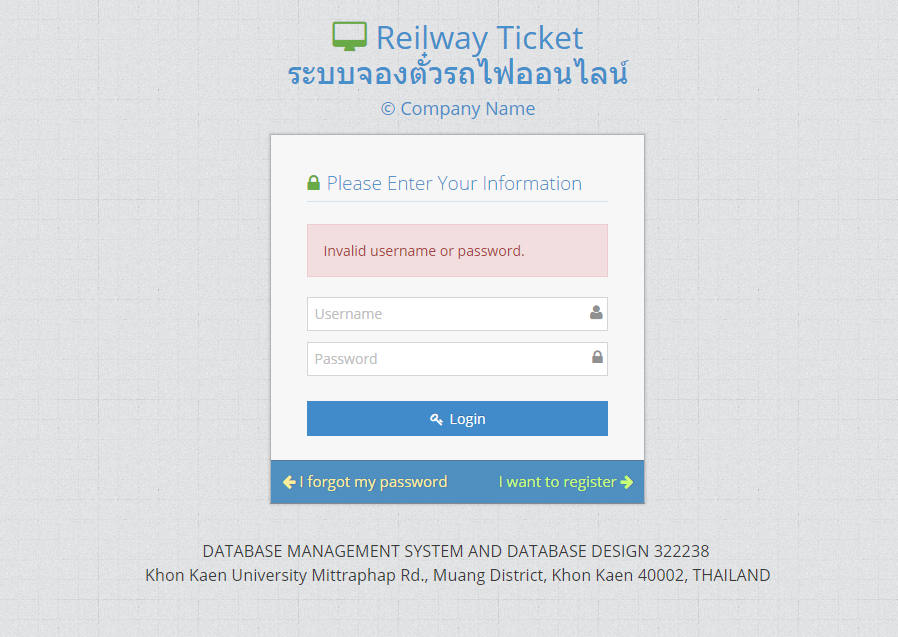 Reilway Ticket
ระบบจองตั๋วรถไฟออนไลน์
© Company Name
Please Enter Your Information
Invalid username or password.
Username
Password
Login
I forgot my password
I want to register
DATABASE MANAGEMENT SYSTEM AND DATABASE DESIGN 322238
Khon Kaen University Mittraphap Rd., Muang District, Khon Kaen 40002, THAILAND